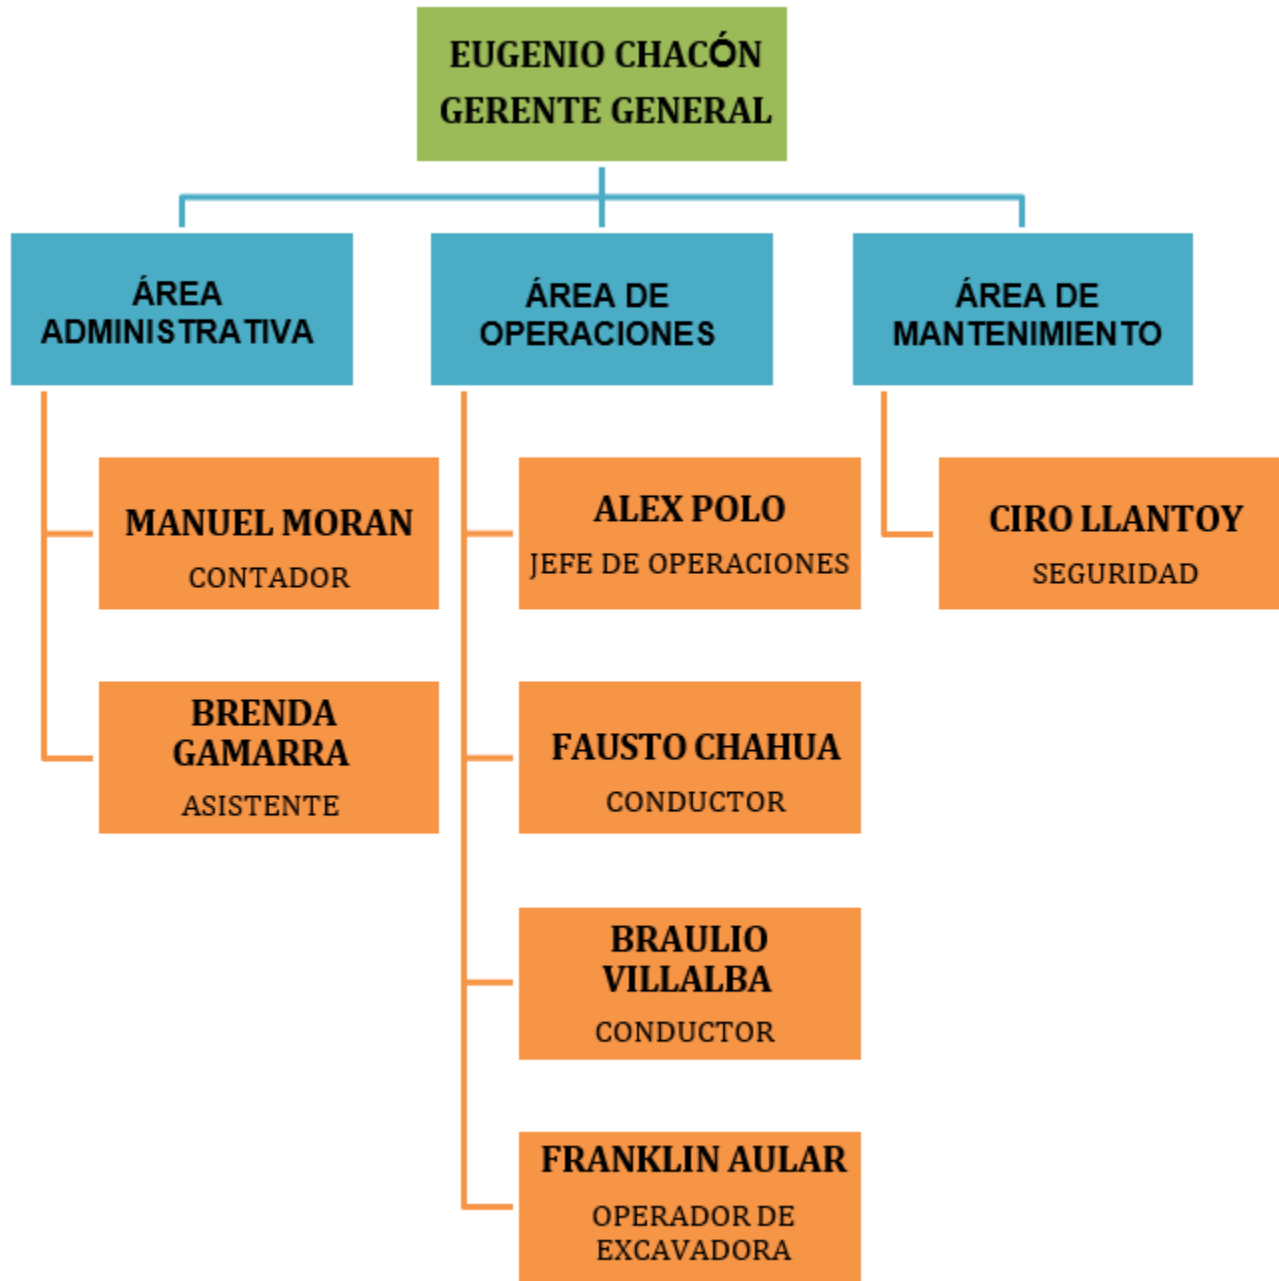 EUGENIO CHACÓN
GERENTE GENERAL
ÁREA
ADMINISTRATIVA
ÁREA DE
OPERACIONES
ÁREA DE
MANTENIMIENTO
MANUEL MORAN
CONTADOR
BRENDA
GAMARRA
ASISTENTE
ALEX POLO
JEFE DE OPERACIONES
FAUSTO CHAHUA
CONDUCTOR
BRAULIO
VILLALBA
CONDUCTOR
FRANKLIN AULAR
OPERADOR DE
EXCAVADORA
CIRO LLANTOY
SEGURIDAD